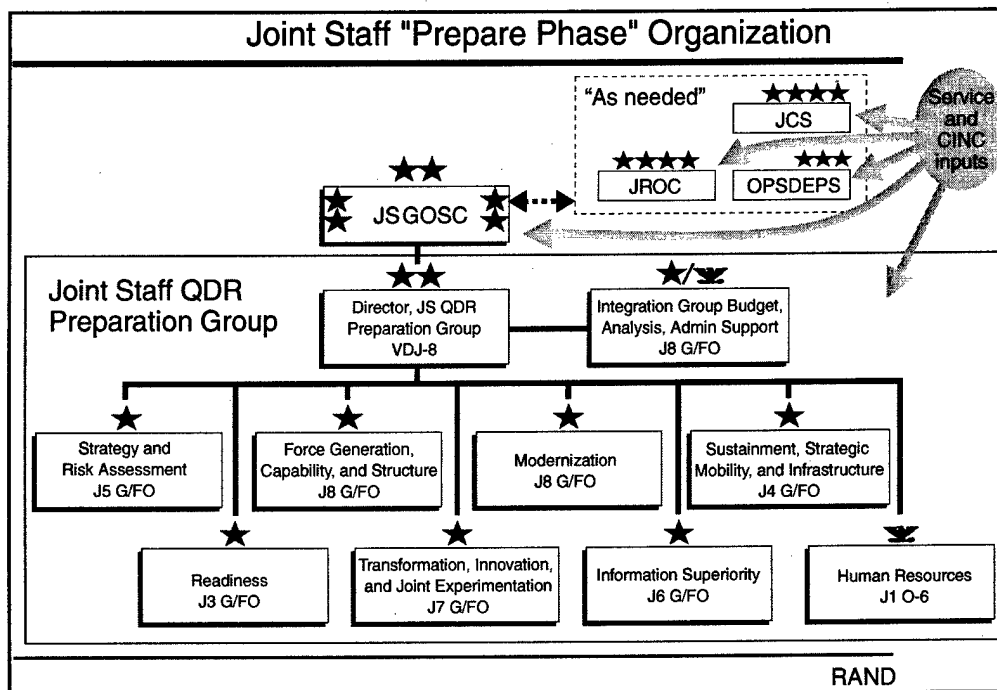 Joint Staff "Prepare Phase" Organization
“As needed”
JCS
JROC
OPSDEPS
Service
and
CINC
inputs
JS GOSC
Joint Staff QDR
Preparation Group
Director, JS QDR
Preparation Group
VDJ-8
Integration Group Budget,
Analysis, Admin Support
J8 G/FO
Strategy and
Risk Assessment
J5 G/FO
Force Generation,
Capability, and Structure
J8 G/FO
Modernization
J8 G/FO
Sustainment, Strategic
Mobility, and Infrastructure
J4 G/FO
Readiness
J3 G/FO
Transformation, Innovation,
and Joint Experimentation
J7 G/FO
Information Superiority
J6 G/FO
Human Resources
J1 O-6
RAND